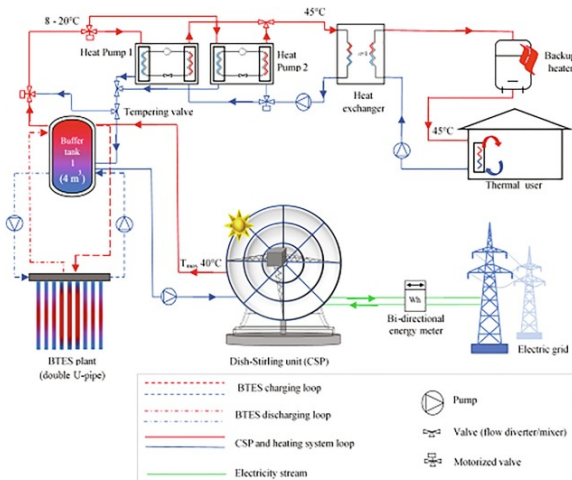 8 - 20°C
45°C
Heat Pump 1
Heat
Pump 2
Backup
heater
Tempering valve
Heat
exchanger
45°C
Buffer
tank
1
(4 m³)
Thermal user
Tmax 40°C
Wh
Bi-directional
energy meter
Electric grid
BTES plant
(double U-pipe)
Dish-Stirling unit (CSP)
BTES charging loop
BTES discharging loop
CSP and heating system loop
Electricity stream
Pump
Valve (flow diverter/mixer)
Motorized valve